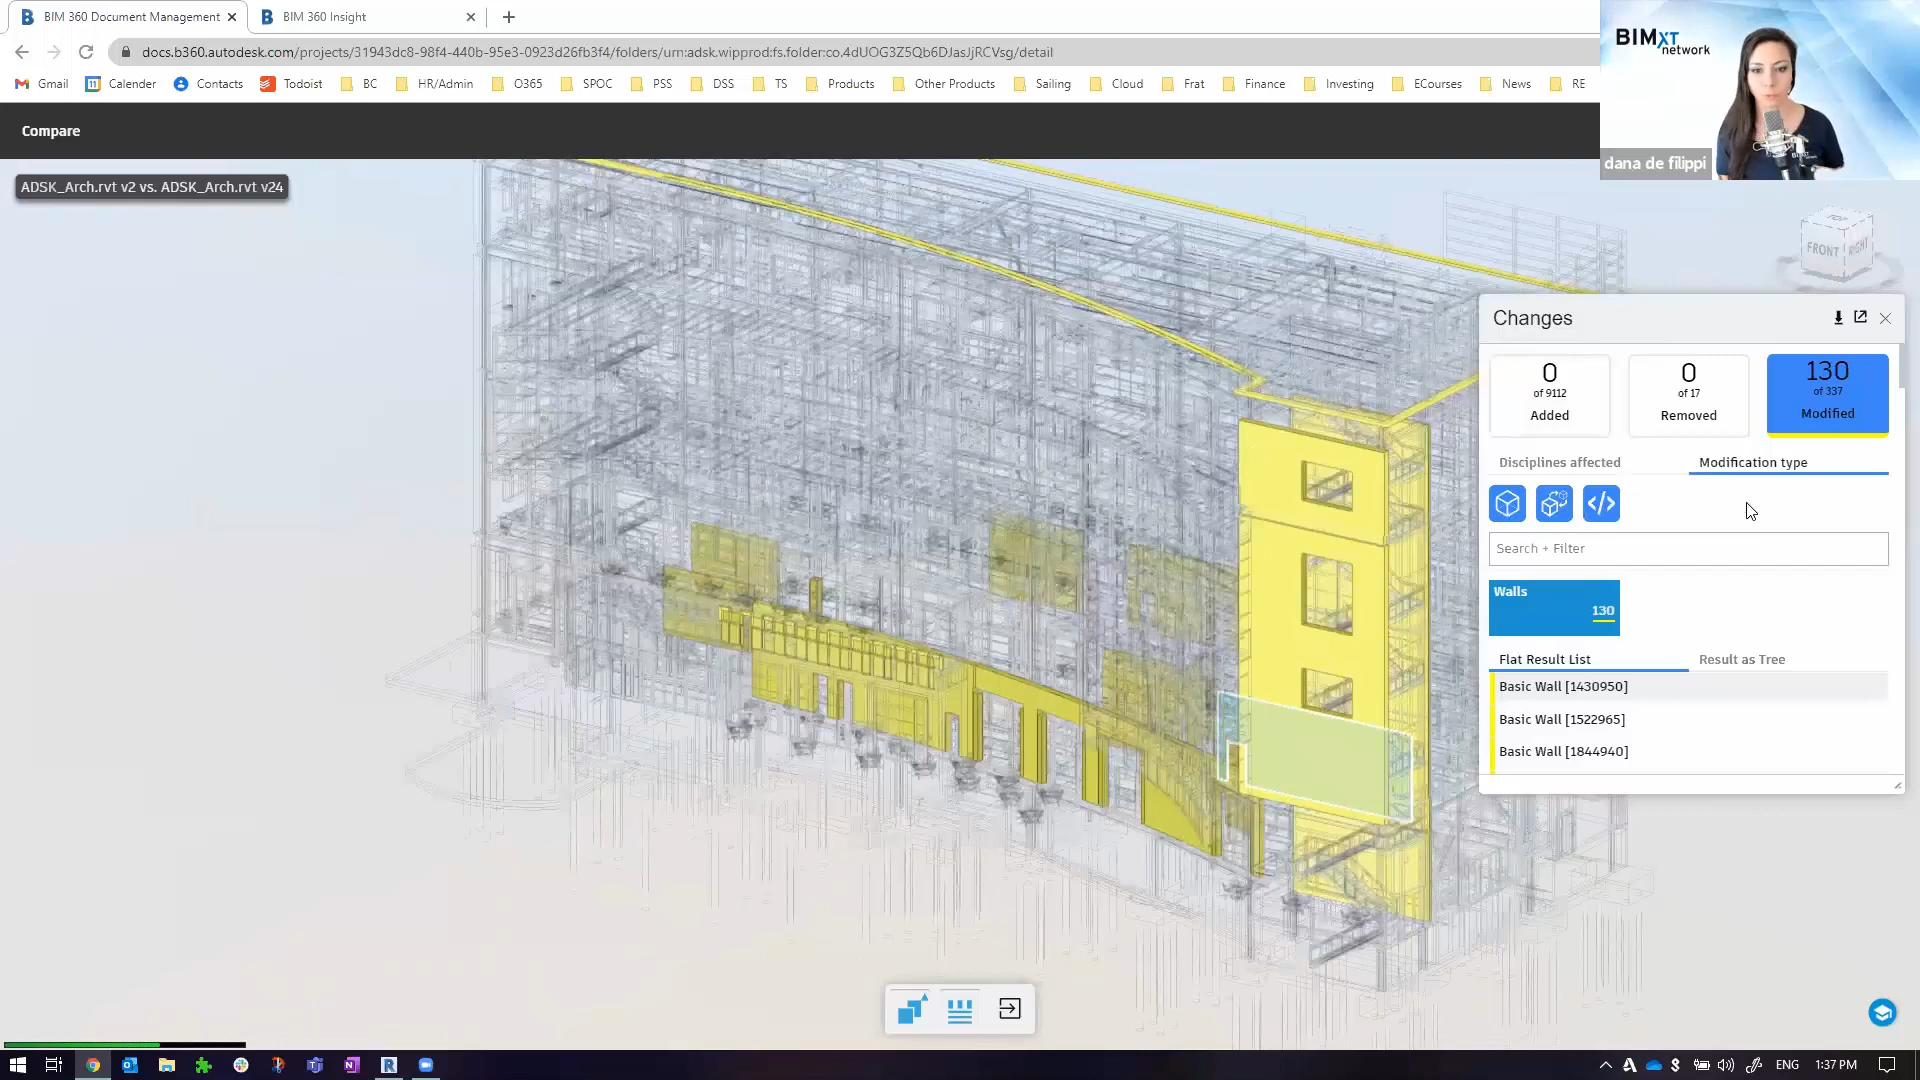 BIM 360 Document Management
BIM 360 Insight
docs.b360.autodesk.com/projects/31943dc8-98f4-440b-95e3-0923d26fb3f4/folders/urn:adsk.wipprod:fs.folder:co.4dUOG3Z5Qb6DJasJjRCVsg/detail
Gmail Calender Contacts Todoist BC HR/Admin O365 SPOC PSS DSS TS Products Other Products Sailing Cloud Frat Finance Investing ECourses News RE
BIMXT network
dana de filippi
Compare
ADSK_Arch.rvt v2 vs. ADSK_Arch.rvt v24
TOP
FRONT RIGHT
Changes
0 0 130
of 9112 of 17 of 337
Added Removed Modified
Disciplines affected Modification type
Search + Filter
Walls
130
Flat Result List Result as Tree
Basic Wall [1430950]
Basic Wall [1522965]
Basic Wall [1844940]
ENG 1:37 PM